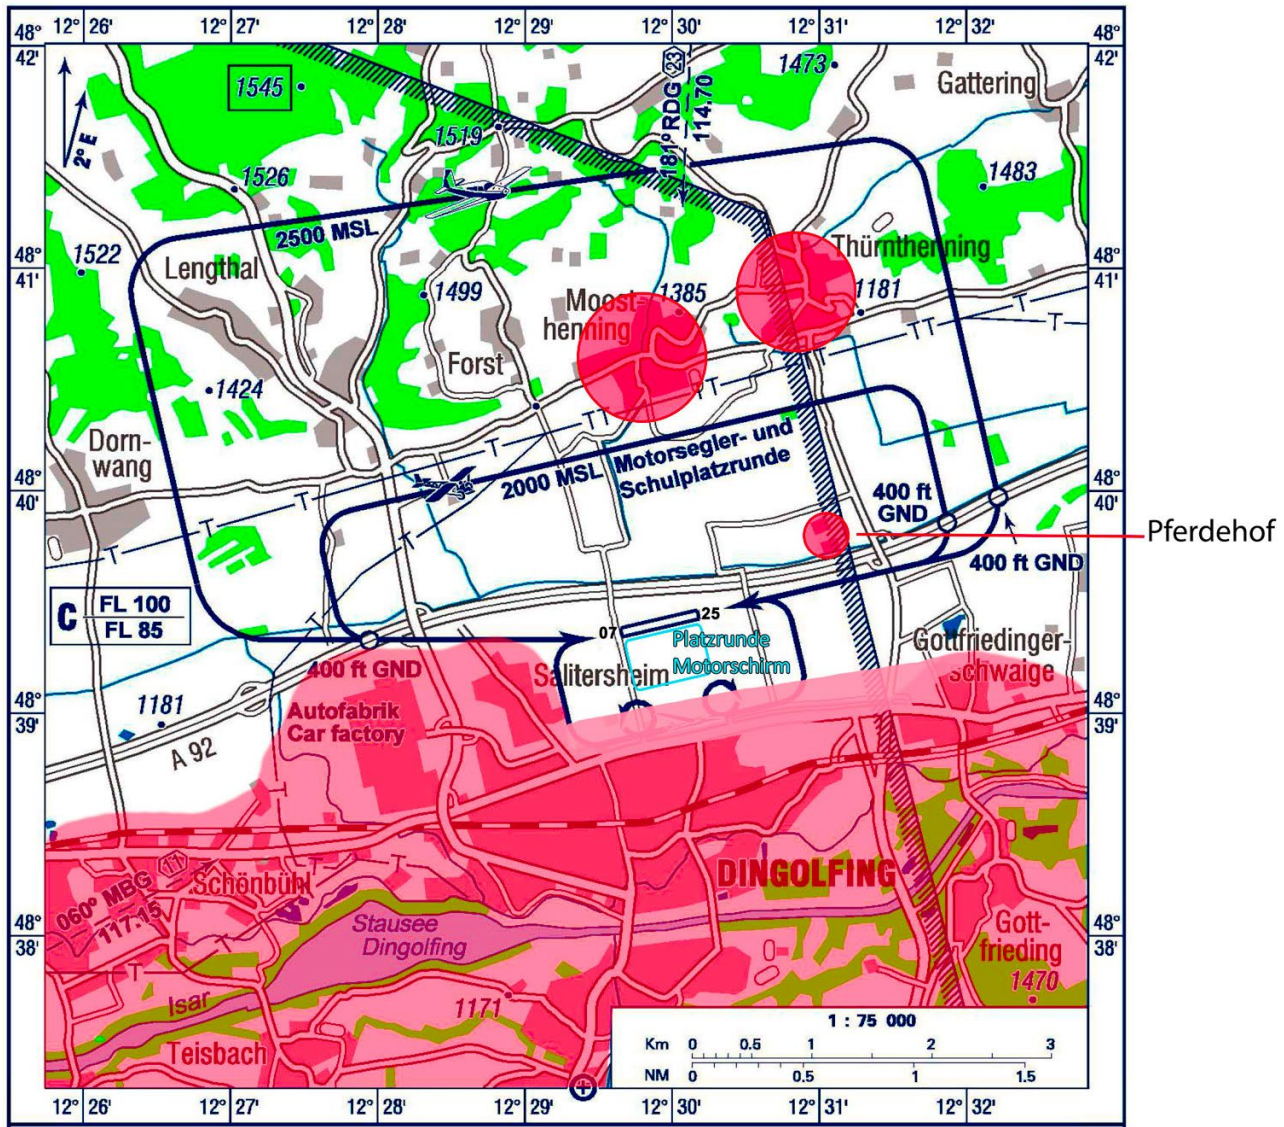 12° 26' 12° 27' 12° 28' 12° 29' 12° 30' 12° 31' 12° 32'
48°
42'
48°
42'
1545
1519
181° RDG 23
114.70
1473
Gattering
2° E
1526
1483
2500 MSL
1522
Lengthal
Thürnthenning
48°
41'
48°
41'
1499
Moost-
henning
1385
1181
T
TT
T
Forst
1424
T
TT
Dorn-
wang
T
Motorsegler- und
Schulplatzrunde
2000 MSL
48°
40'
48°
40'
T
T
T
400 ft
GND
Pferdehof
400 ft GND
C FL 100
FL 85
T
07
25
Platzrunde
Motorschirm
Salitersheim
Gottfriedinger-
schwaige
400 ft GND
48°
39'
48°
39'
1181
Autofabrik
Car factory
A 92
T
DINGOLFING
060° MBG 11
117.15
Schönbühl
T
T
Stausee
Dingolfing
Gott-
frieding
1470
48°
38'
48°
38'
T
Isar
1171
Teisbach
1 : 75 000
Km 0 0.5 1 2 3
NM 0 0.5 1 1.5
12° 26' 12° 27' 12° 28' 12° 29' 12° 30' 12° 31' 12° 32'